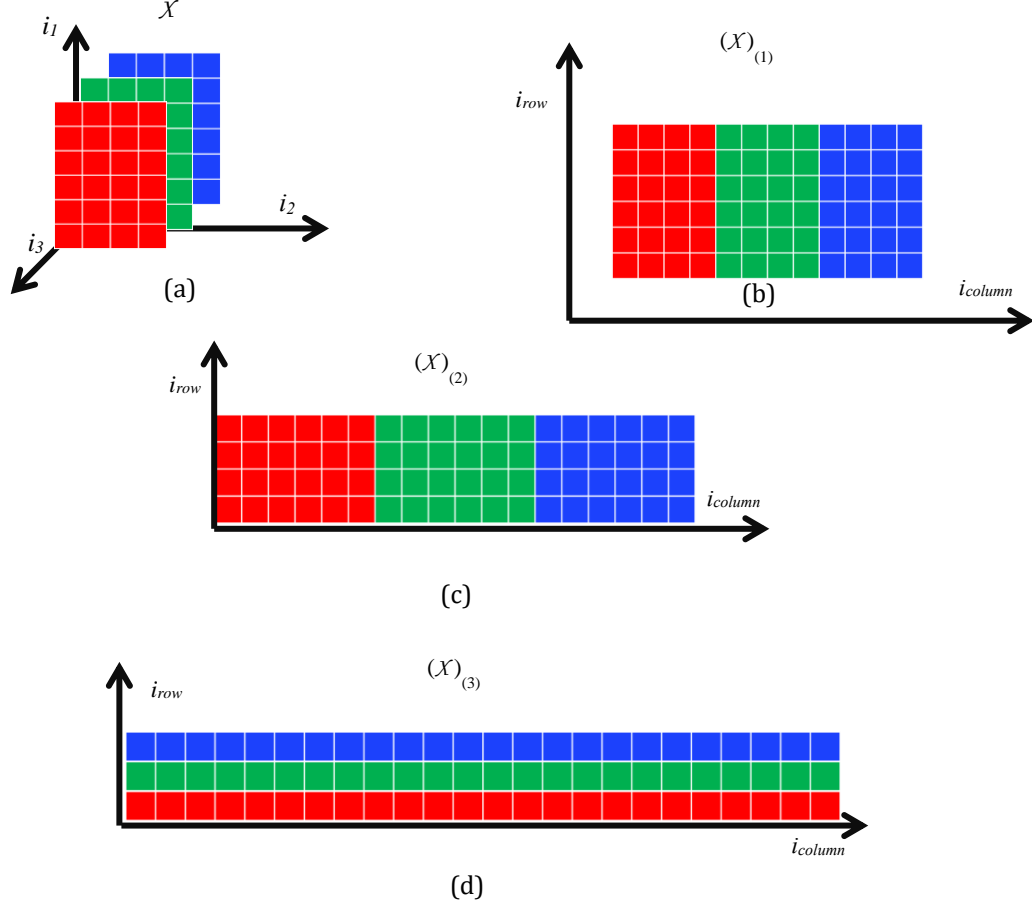 𝒳
i1
i2
i3
(a)
(𝒳)(1)
irow
icolumn
(b)
(𝒳)(2)
irow
icolumn
(c)
(𝒳)(3)
irow
icolumn
(d)